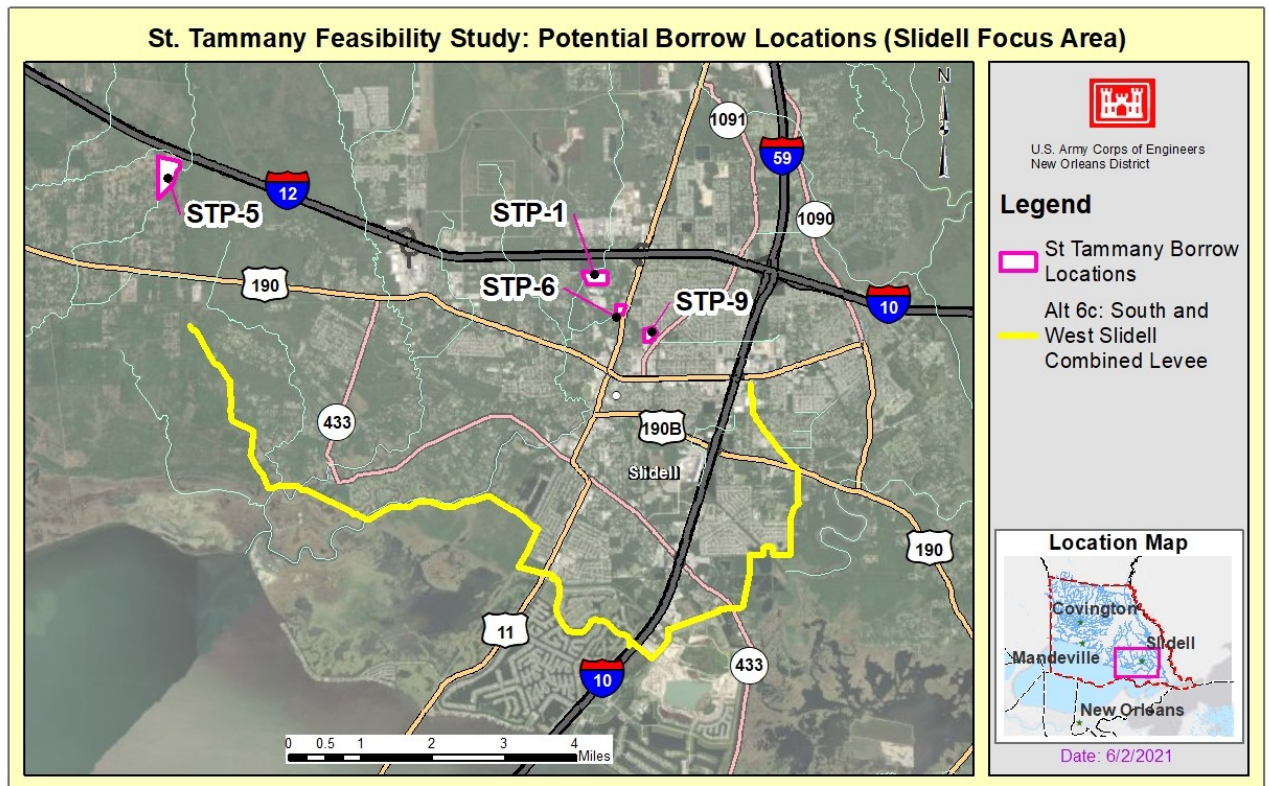 St. Tammany Feasibility Study: Potential Borrow Locations (Slidell Focus Area)
N
1091
59
12
STP-5
STP-1
1090
190
STP-6
STP-9
10
433
190B
Slidell
190
11
433
10
0 0.5 1 2 3 4
Miles
U.S. Army Corps of Engineers
New Orleans District
Legend
St Tammany Borrow
Locations
Alt 6c: South and
West Slidell
Combined Levee
Location Map
Covington
Slidell
Mandeville
New Orleans
Date: 6/2/2021